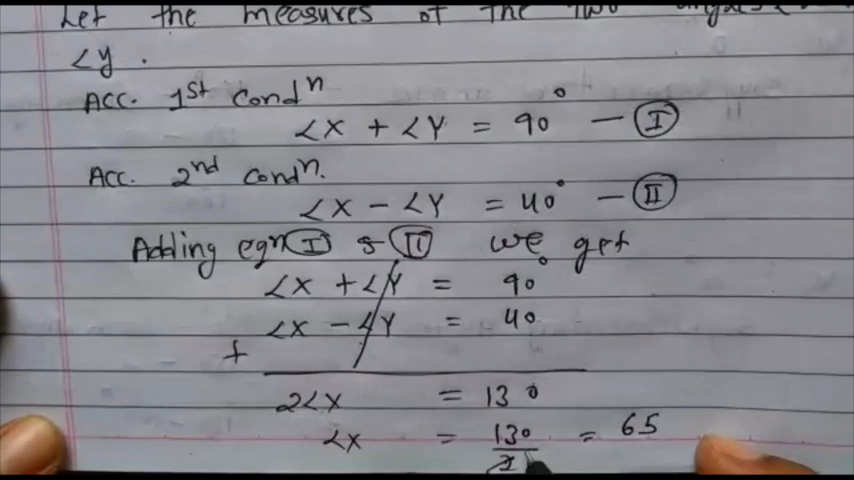 Let the measures of the two angles <
<y .
Acc. 1st condn
<x + <y = 90° — I
Acc. 2nd condn.
<x - <y = 40° — II
Adding eqn I & II we get
<x + <y = 90°
<x - <y = 40
+
2<x = 130
<x = 130/2 = 65